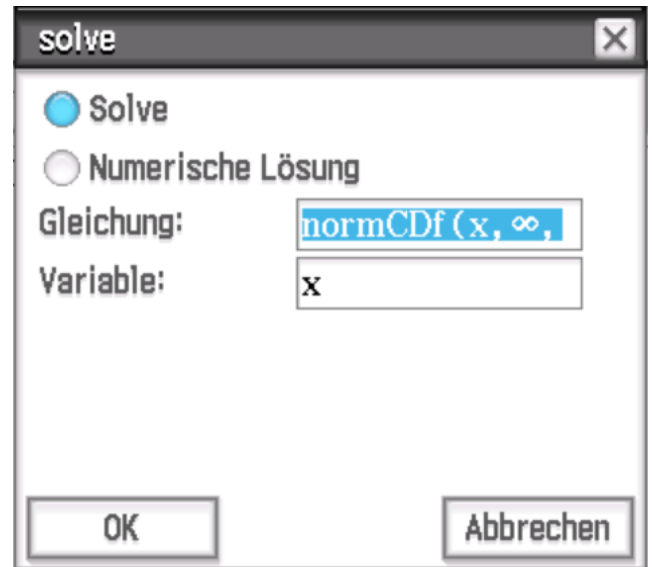 solve
Solve
Numerische Lösung
Gleichung: normCDf(x,∞,
Variable: x
OK Abbrechen